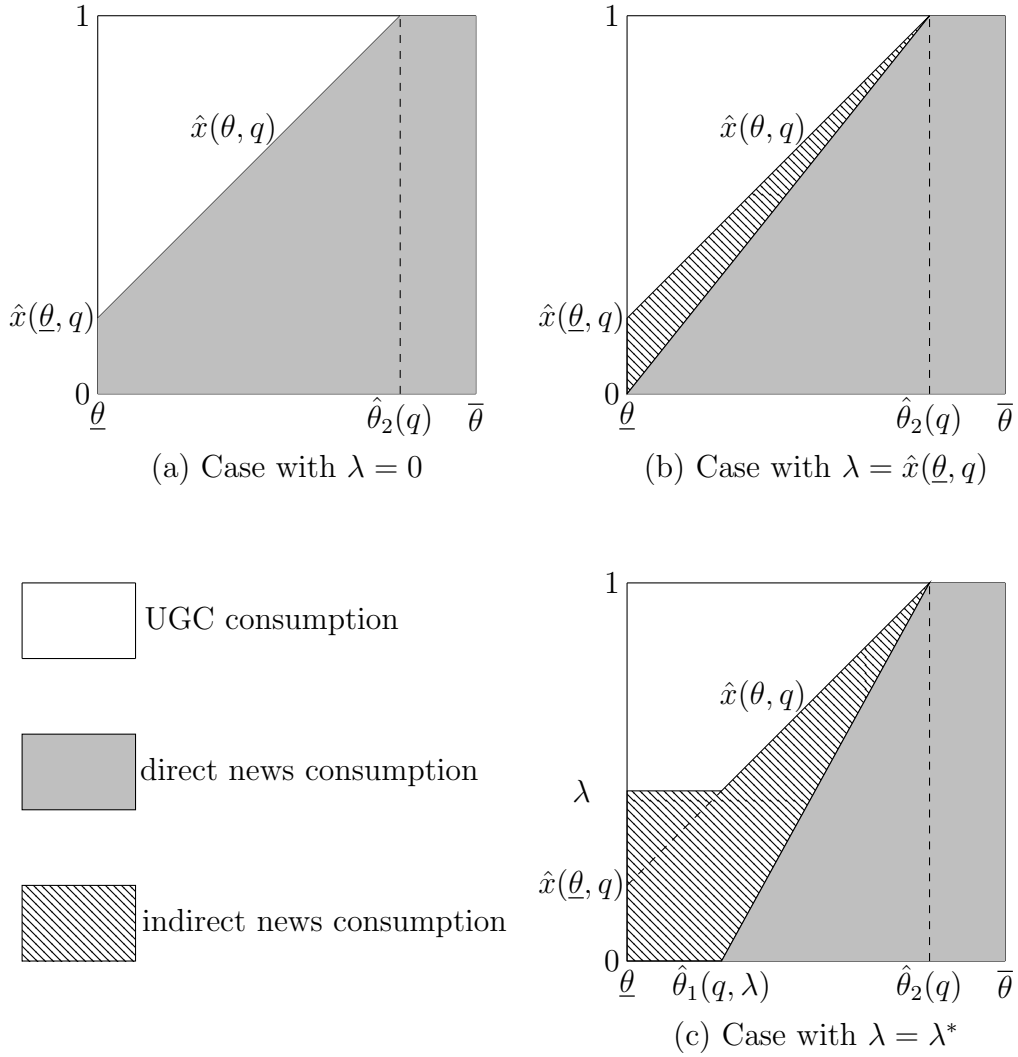 1
x̂(θ, q)
x̂(θ̲, q)
0
θ̲ θ̂₂(q) θ̅
(a) Case with λ = 0
1
x̂(θ, q)
x̂(θ̲, q)
0
θ̲ θ̂₂(q) θ̅
(b) Case with λ = x̂(θ̲, q)
UGC consumption
direct news consumption
indirect news consumption
1
x̂(θ, q)
λ
x̂(θ̲, q)
0
θ̲ θ̂₁(q, λ) θ̂₂(q) θ̅
(c) Case with λ = λ*